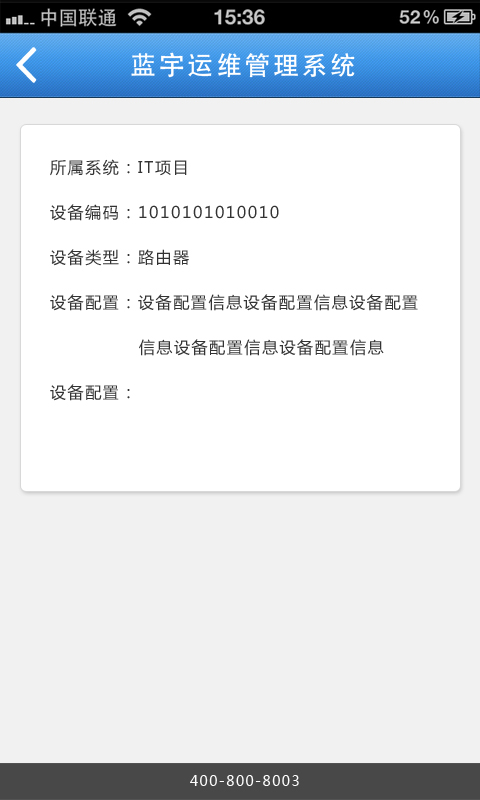 中国联通 15:36 52%
蓝宇运维管理系统
所属系统：IT项目
设备编码：1010101010010
设备类型：路由器
设备配置：设备配置信息设备配置信息设备配置
信息设备配置信息设备配置信息
设备配置：
400-800-8003